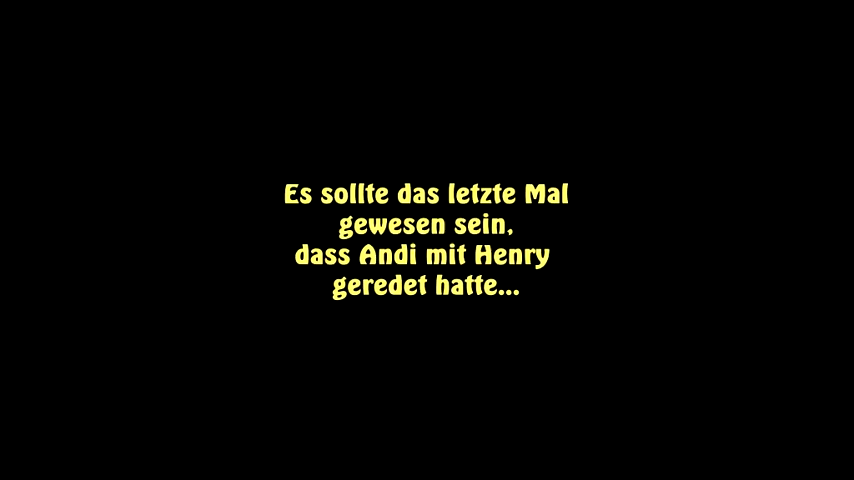 Es sollte das letzte Mal
gewesen sein,
dass Andi mit Henry
geredet hatte...